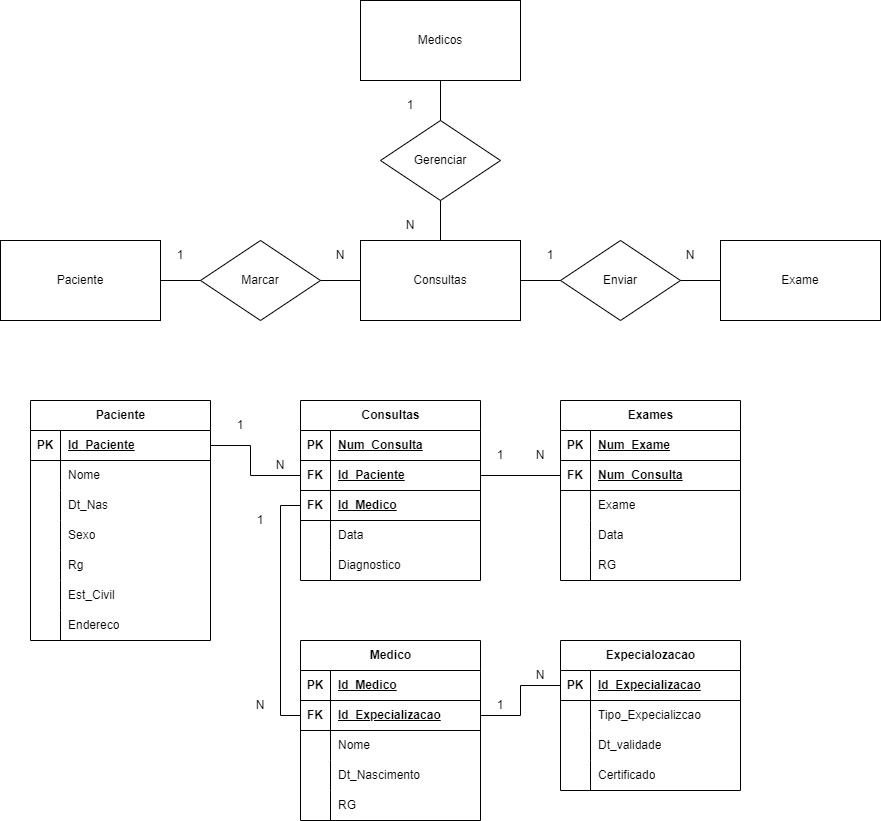 Medicos
1
Gerenciar
N
Paciente
1
Marcar
N
Consultas
1
Enviar
N
Exame
Paciente
PK Id_Paciente
Nome
Dt_Nas
Sexo
Rg
Est_Civil
Endereco
1
N
Consultas
PK Num_Consulta
FK Id_Paciente
FK Id_Medico
Data
Diagnostico
1
N
Exames
PK Num_Exame
FK Num_Consulta
Exame
Data
RG
1
N
Medico
PK Id_Medico
FK Id_Expecializacao
Nome
Dt_Nascimento
RG
1
N
Expecialozacao
PK Id_Expecializacao
Tipo_Expecializcao
Dt_validade
Certificado